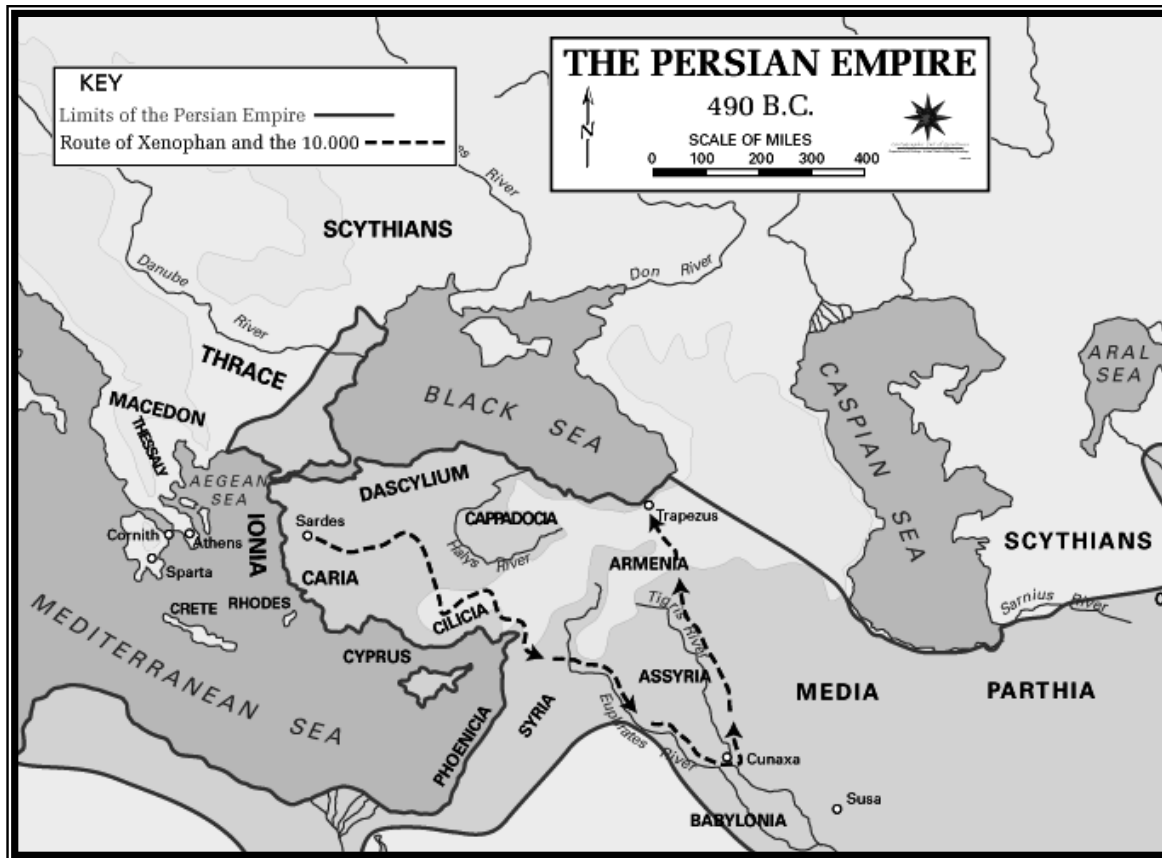 KEY
Limits of the Persian Empire
Route of Xenophan and the 10.000
THE PERSIAN EMPIRE
490 B.C.
N
SCALE OF MILES
0 100 200 300 400
River
SCYTHIANS
Danube
River
Don River
THRACE
MACEDON
THESSALY
BLACK SEA
CASPIAN SEA
ARAL SEA
AEGEAN SEA
IONIA
DASCYLIUM
CAPPADOCIA
Halys River
Sardes
Trapezus
Cornith
Athens
Sparta
CARIA
ARMENIA
SCYTHIANS
Sarnius River
CRETE
RHODES
CILICIA
Tigris River
MEDITERRANEAN SEA
CYPRUS
ASSYRIA
MEDIA
PARTHIA
SYRIA
PHOENICIA
Euphrates River
Cunaxa
Susa
BABYLONIA